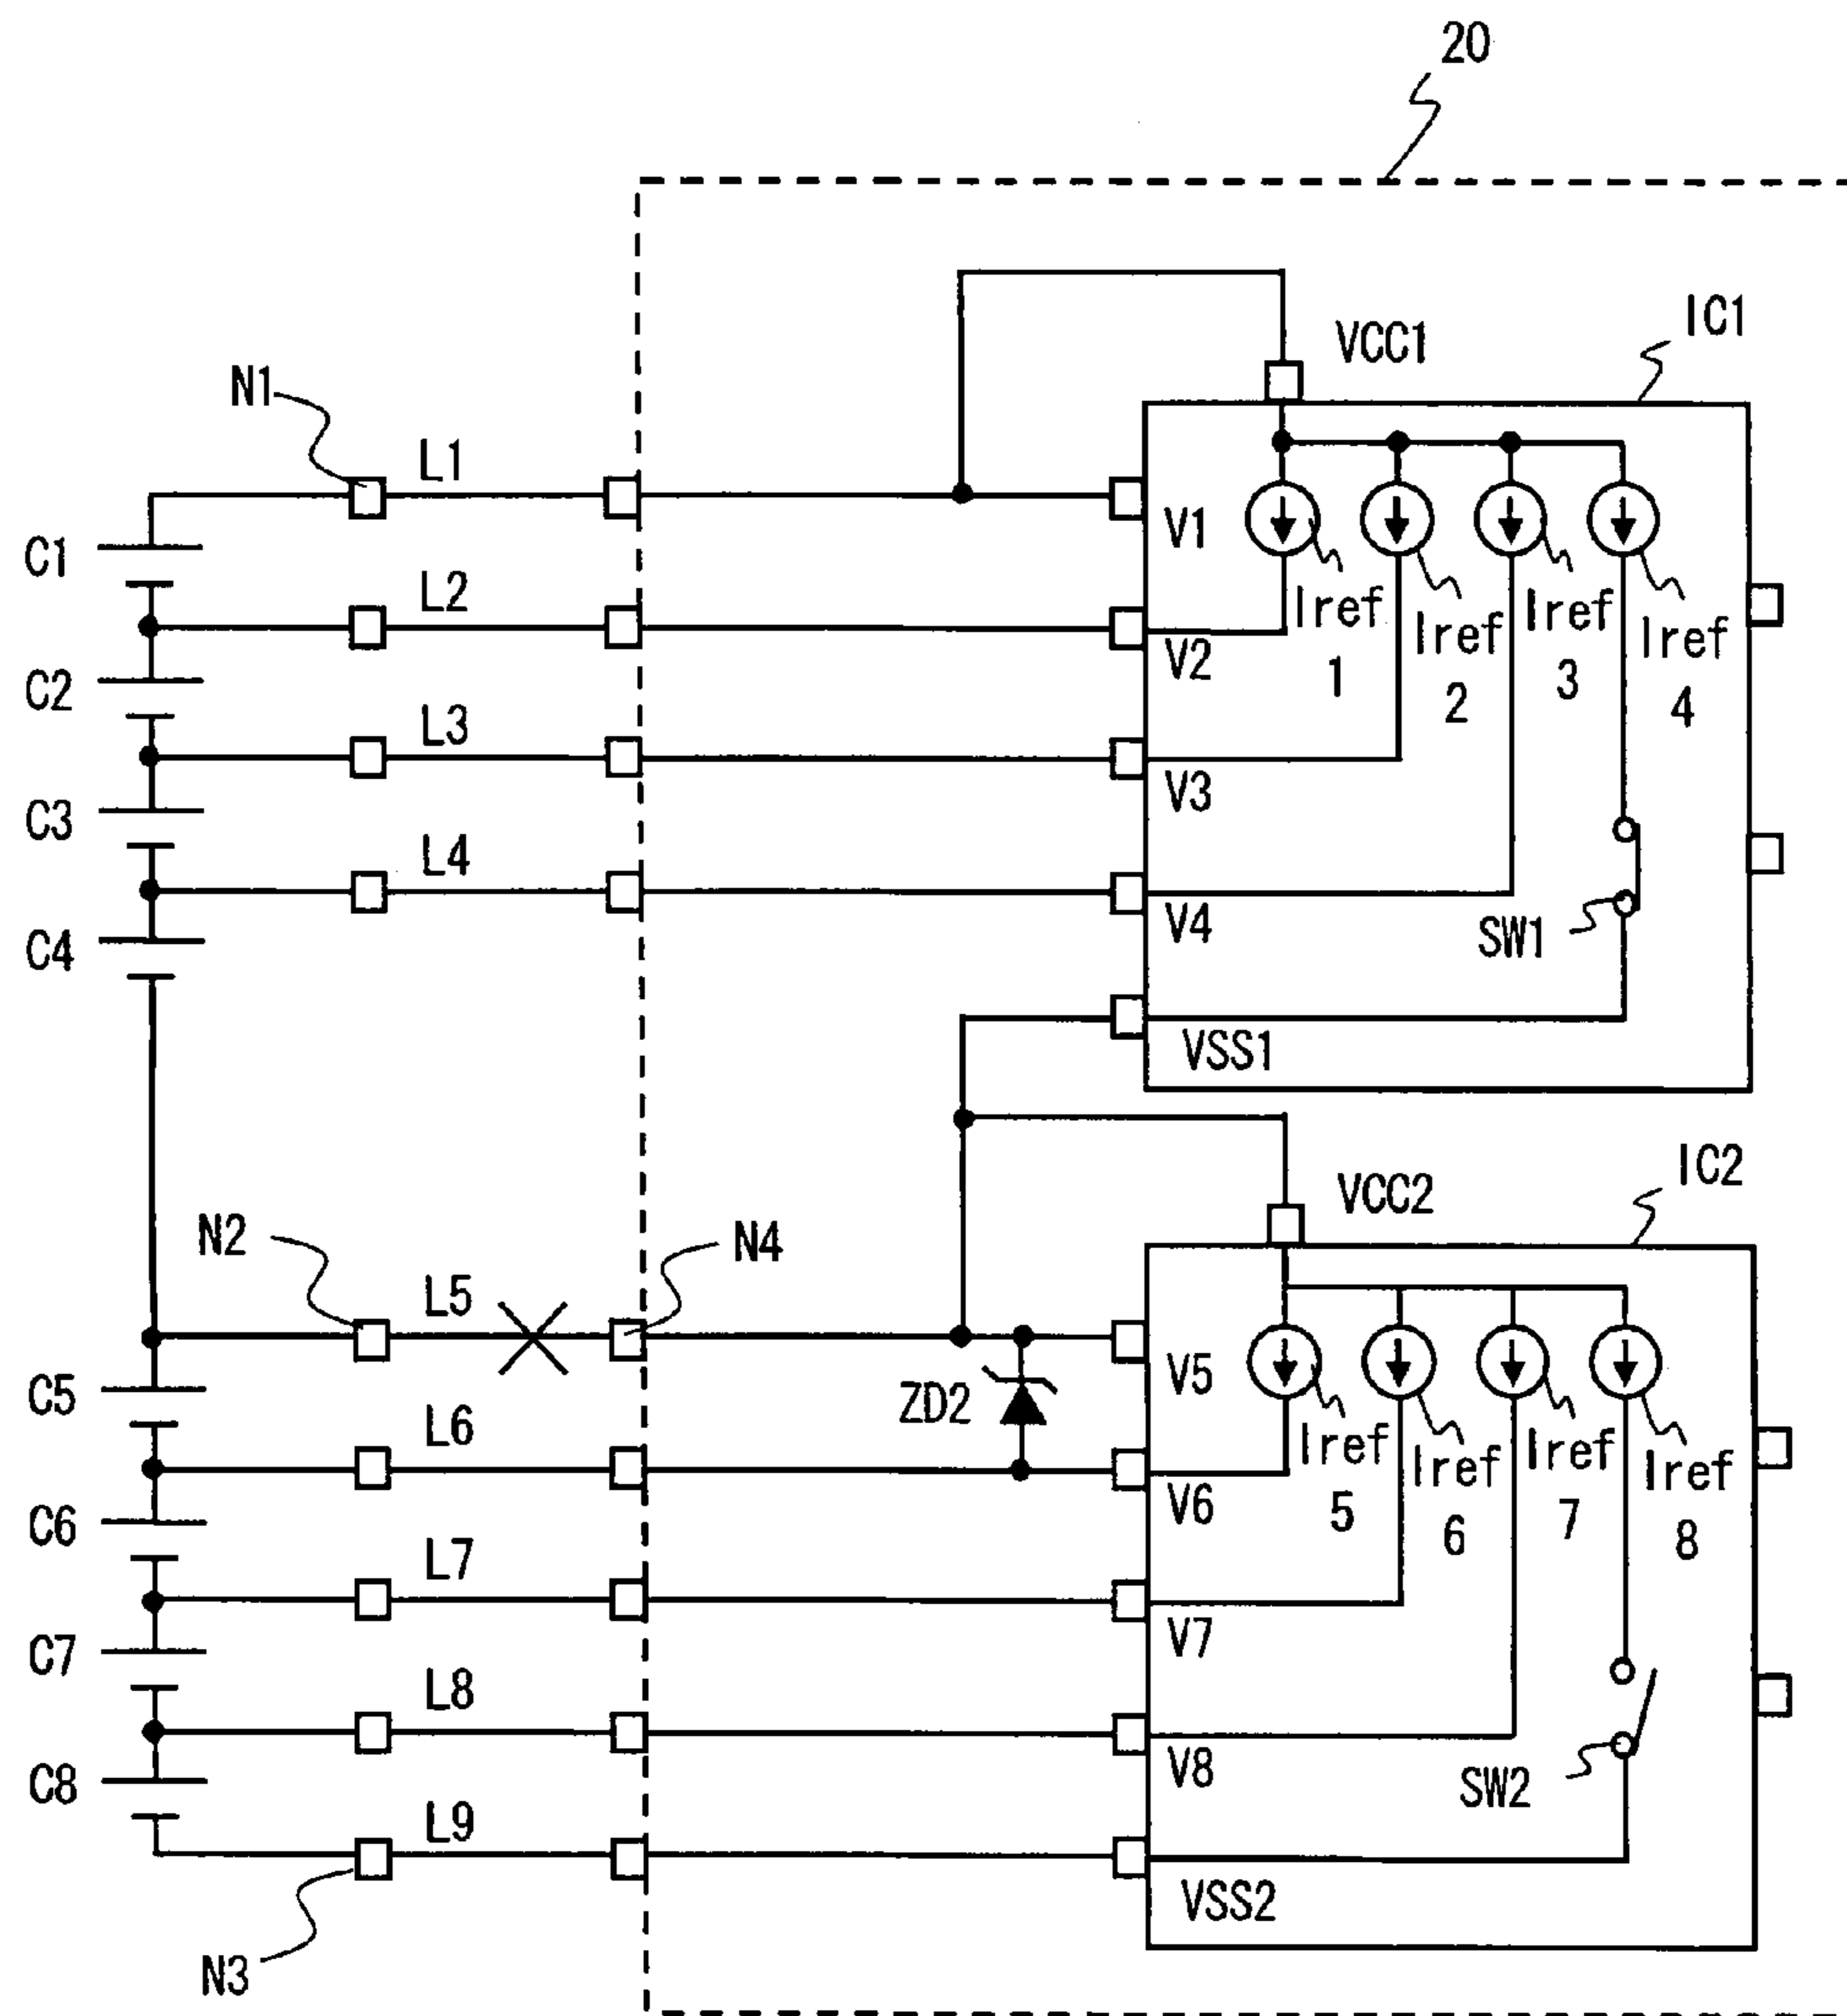 20
IC1
VCC1
N1
L1
V1
C1
L2
Iref
1
Iref
2
Iref
3
Iref
4
V2
C2
L3
V3
C3
L4
V4
SW1
C4
VSS1
IC2
VCC2
N2
N4
L5
V5
C5
ZD2
L6
Iref
5
Iref
6
Iref
7
Iref
8
V6
C6
L7
V7
C7
L8
V8
SW2
C8
L9
VSS2
N3